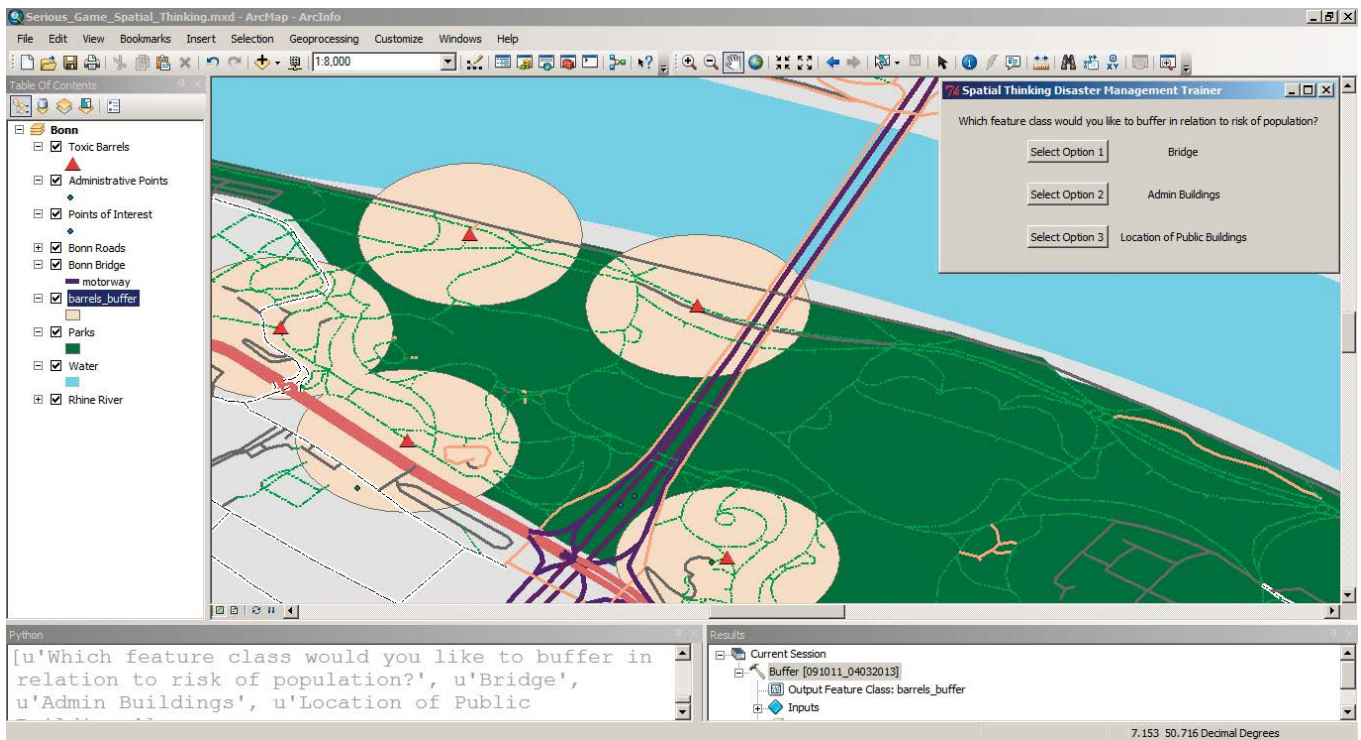 Serious_Game_Spatial_Thinking.mxd - ArcMap - ArcInfo
File Edit View Bookmarks Insert Selection Geoprocessing Customize Windows Help
1:8,000
Table Of Contents
Bonn
Toxic Barrels
Administrative Points
Points of Interest
Bonn Roads
Bonn Bridge
motorway
barrels_buffer
Parks
Water
Rhine River
Spatial Thinking Disaster Management Trainer
Which feature class would you like to buffer in relation to risk of population?
Select Option 1 Bridge
Select Option 2 Admin Buildings
Select Option 3 Location of Public Buildings
Python
[u'Which feature class would you like to buffer in
relation to risk of population?', u'Bridge',
u'Admin Buildings', u'Location of Public
Results
Current Session
Buffer [091011_04032013]
Output Feature Class: barrels_buffer
Inputs
7.153 50.716 Decimal Degrees